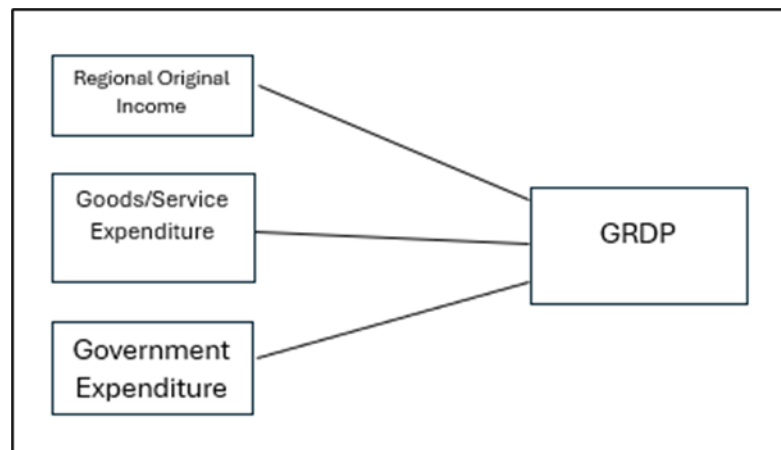 Regional Original
Income
Goods/Service
Expenditure
GRDP
Government
Expenditure